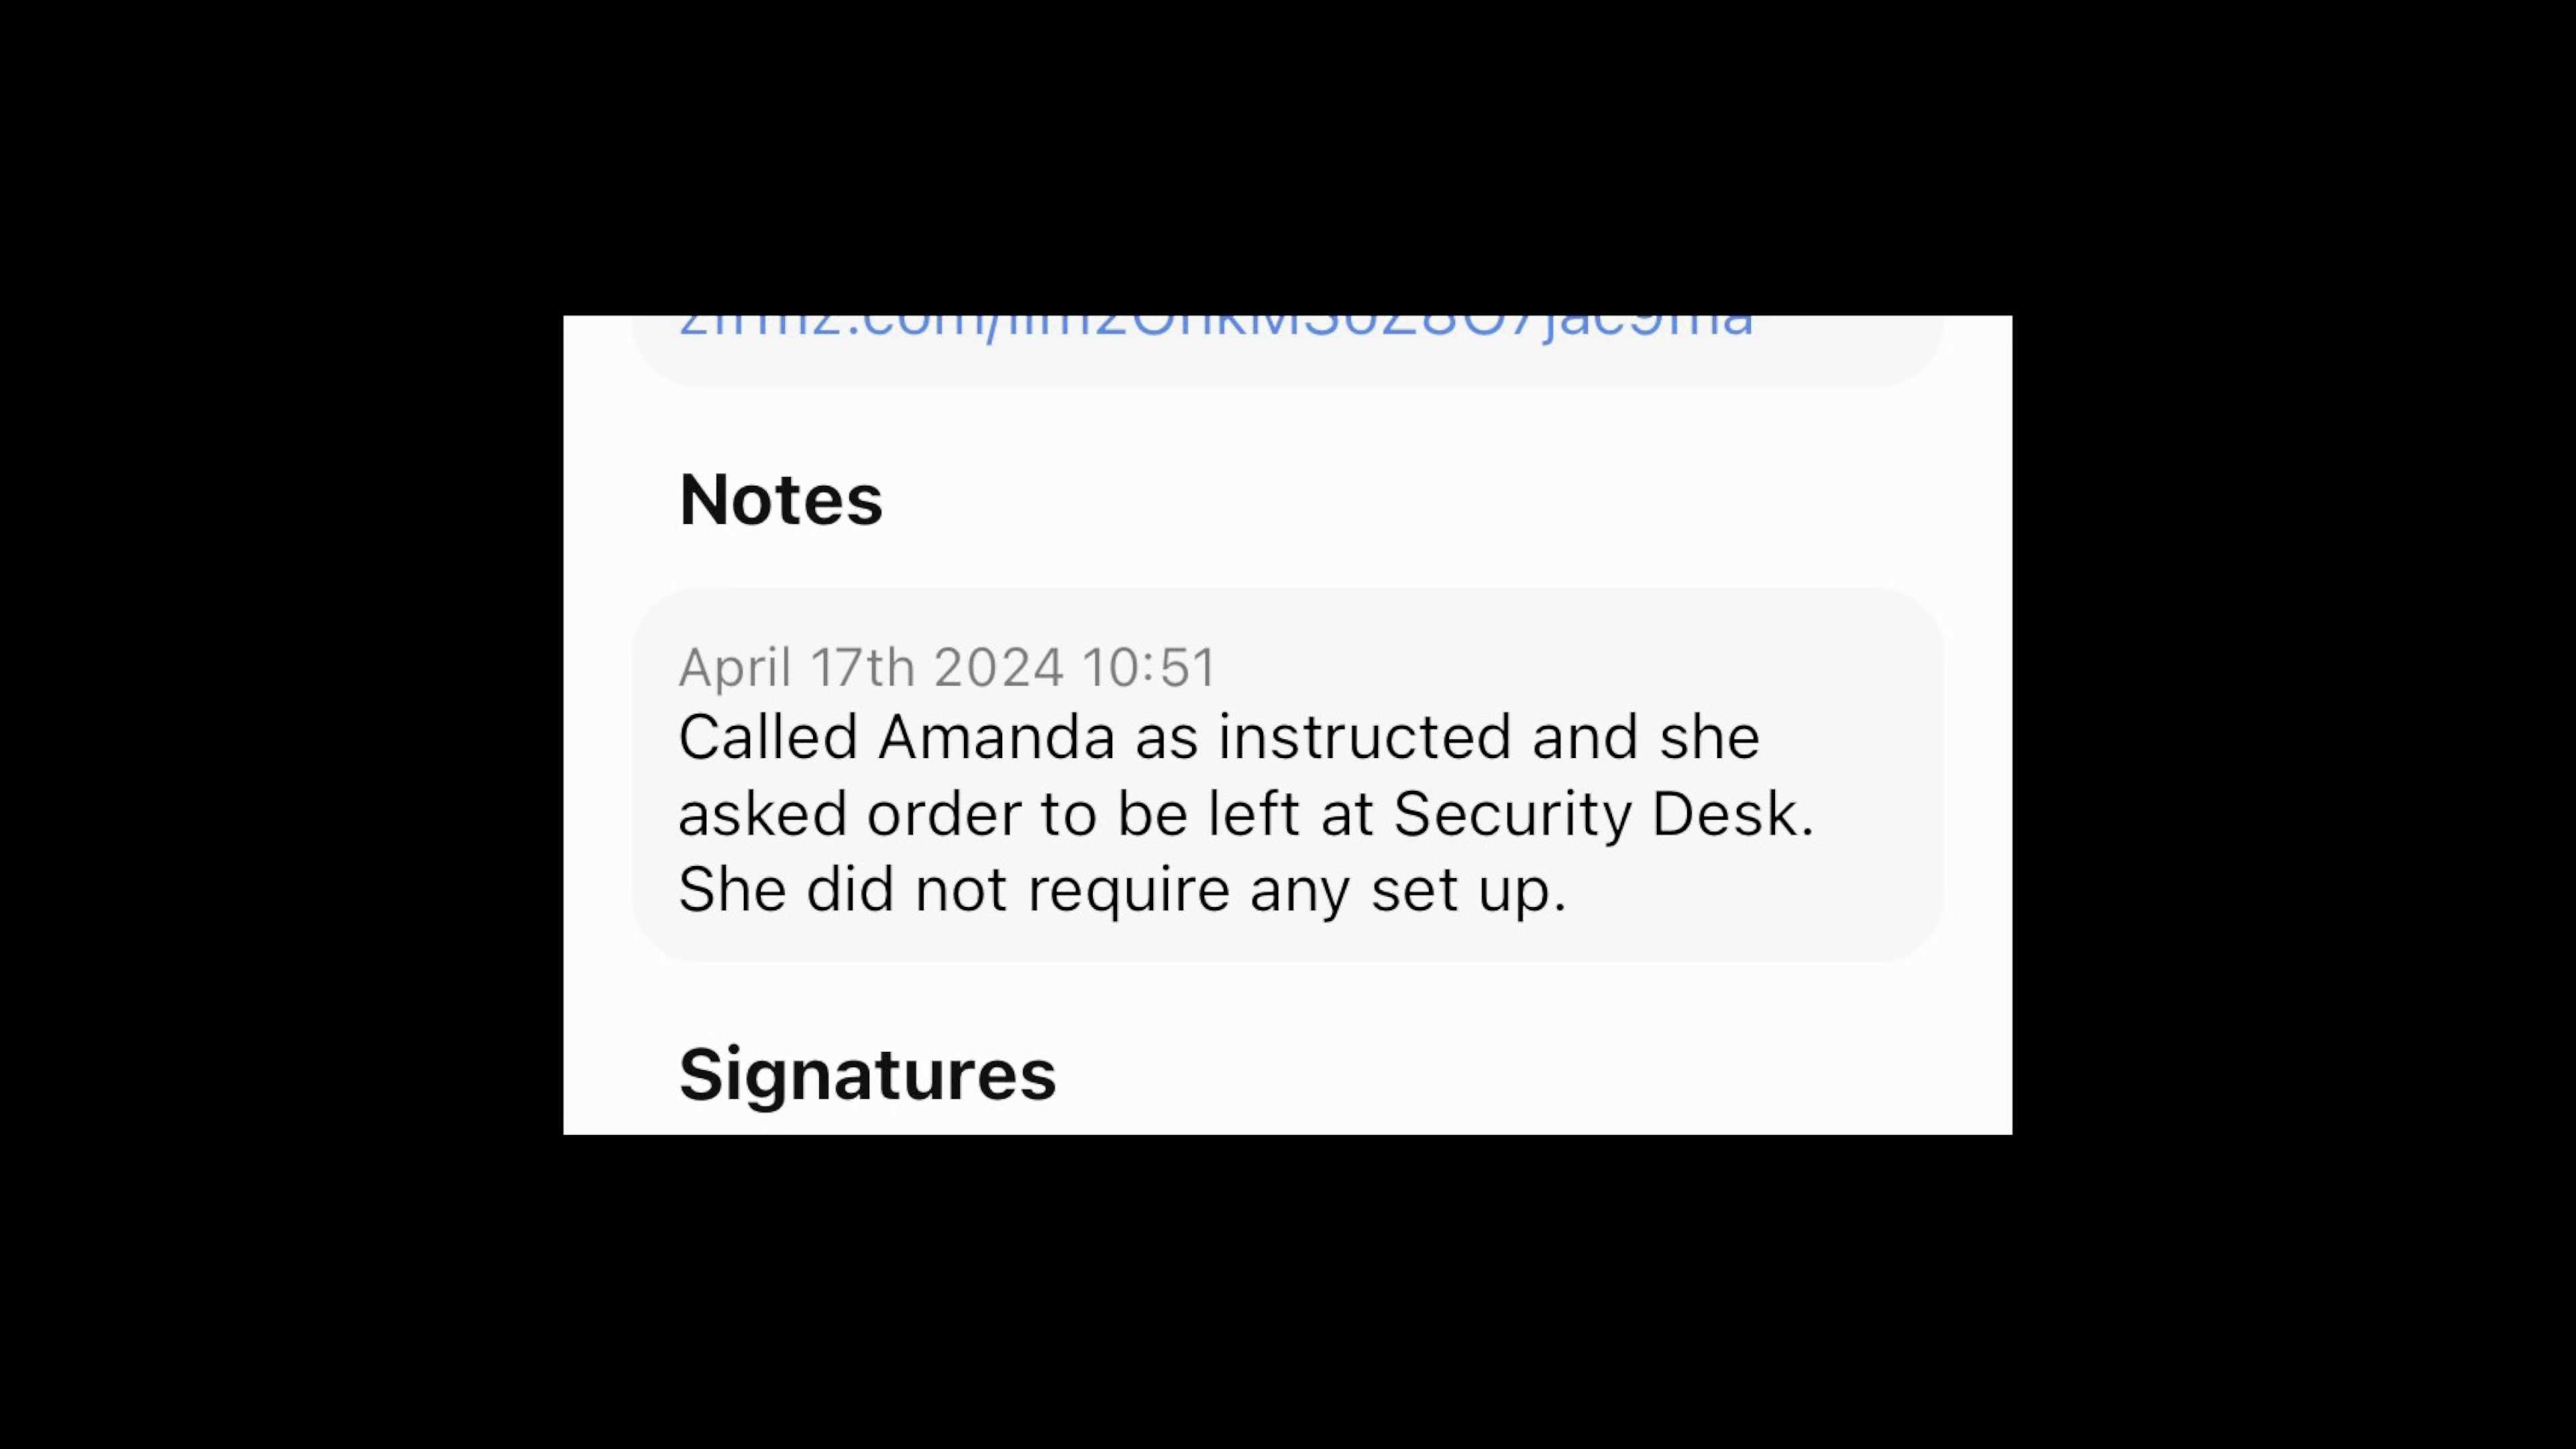 Notes
April 17th 2024 10:51
Called Amanda as instructed and she
asked order to be left at Security Desk.
She did not require any set up.
Signatures